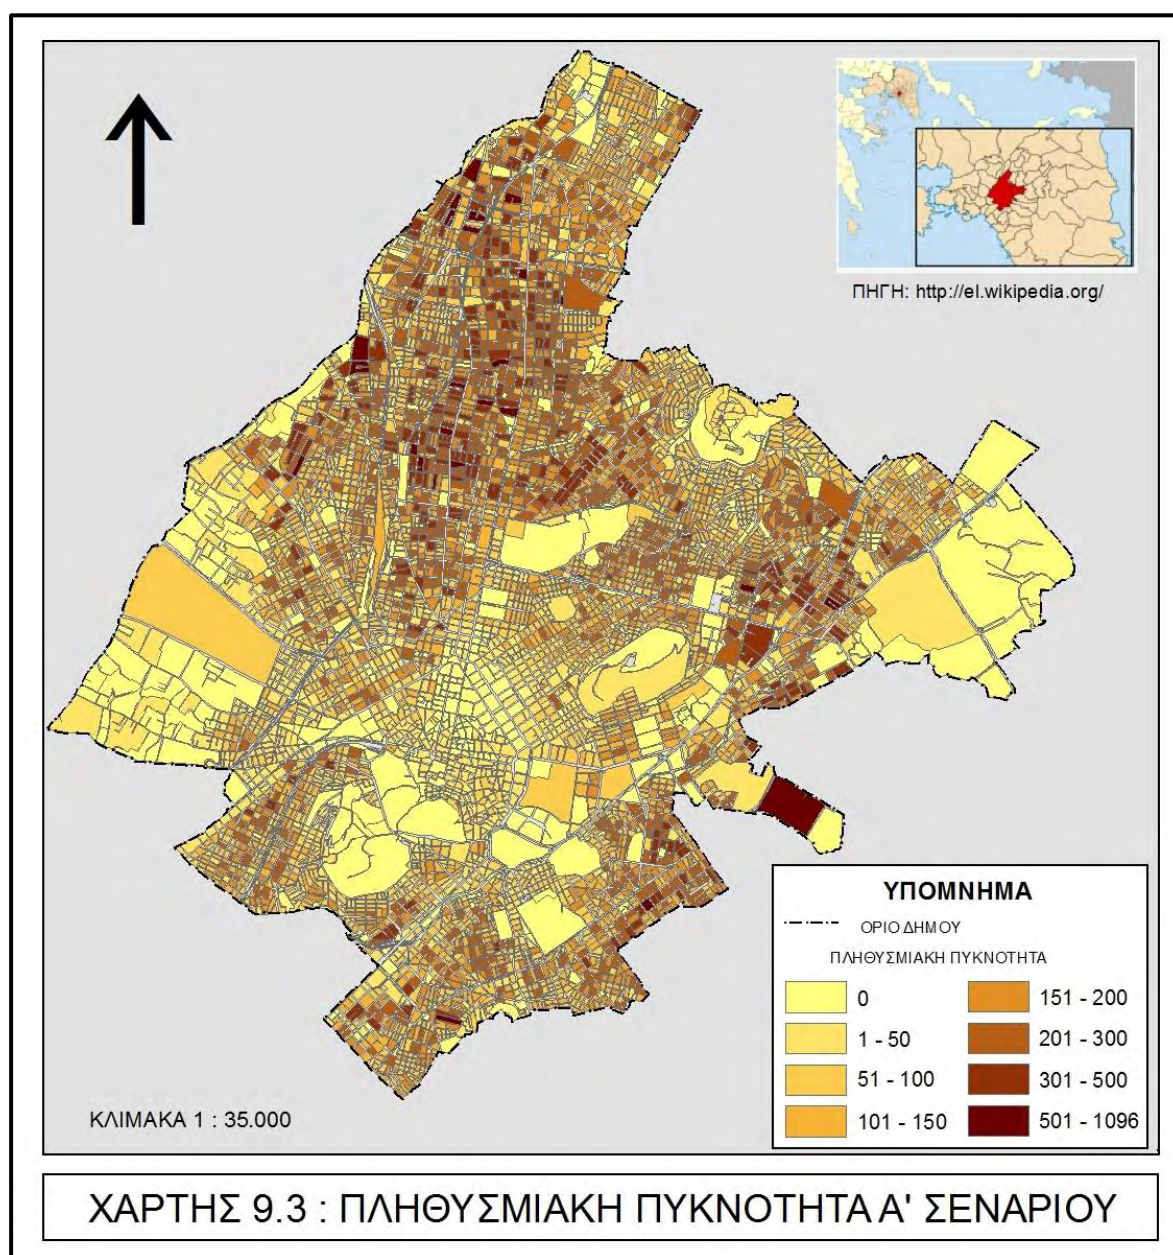 ΠΗΓΗ: http://el.wikipedia.org/
ΥΠΟΜΝΗΜΑ
ΟΡΙΟ ΔΗΜΟΥ
ΠΛΗΘΥΣΜΙΑΚΗ ΠΥΚΝΟΤΗΤΑ
0
151 - 200
1 - 50
201 - 300
51 - 100
301 - 500
101 - 150
501 - 1096
ΚΛΙΜΑΚΑ 1 : 35.000
ΧΑΡΤΗΣ 9.3 : ΠΛΗΘΥΣΜΙΑΚΗ ΠΥΚΝΟΤΗΤΑ Α' ΣΕΝΑΡΙΟΥ